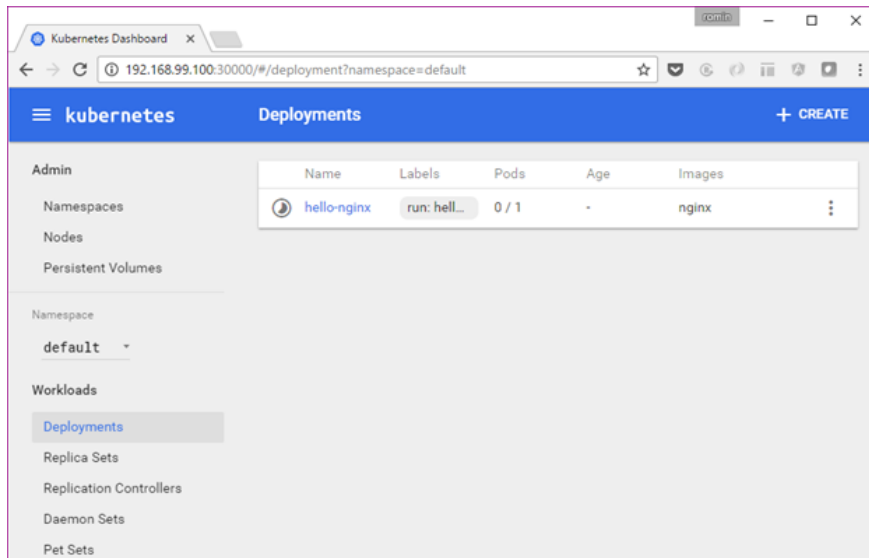 romin
Kubernetes Dashboard
192.168.99.100:30000/#/deployment?namespace=default
kubernetes
Deployments
+ CREATE
Admin
Namespaces
Nodes
Persistent Volumes
Namespace
default
Workloads
Deployments
Replica Sets
Replication Controllers
Daemon Sets
Pet Sets
Name Labels Pods Age Images
hello-nginx run: hell... 0 / 1 - nginx